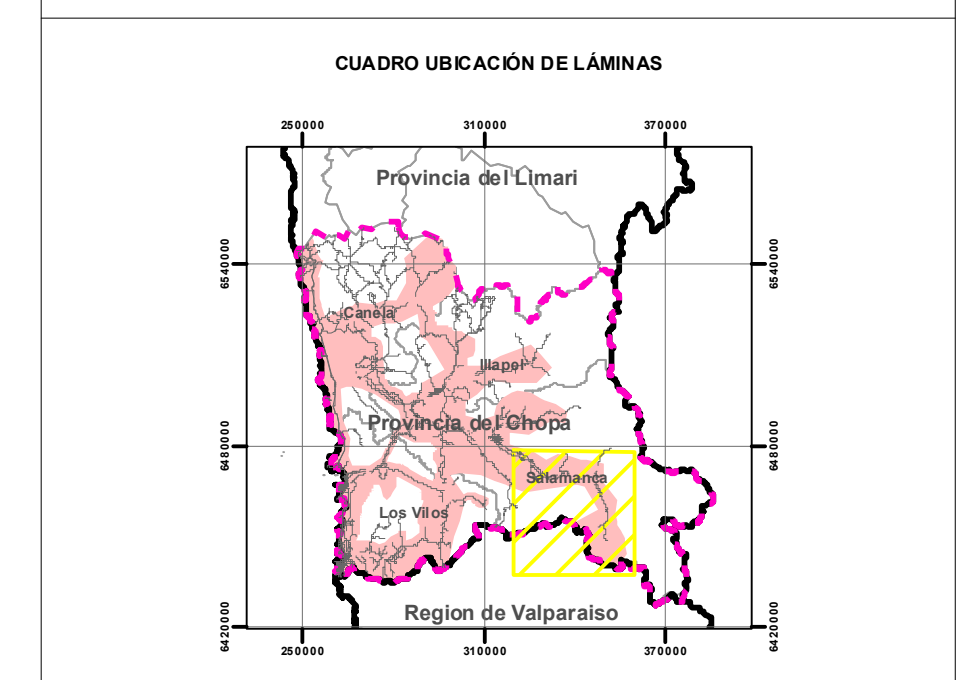 CUADRO UBICACIÓN DE LÁMINAS
250000 310000 370000
Provincia del Limari
6540000 6540000
Canela
Illapel
Provincia del Chopa
6480000 6480000
Salamanca
Los Vilos
Region de Valparaiso
6420000 6420000
250000 310000 370000